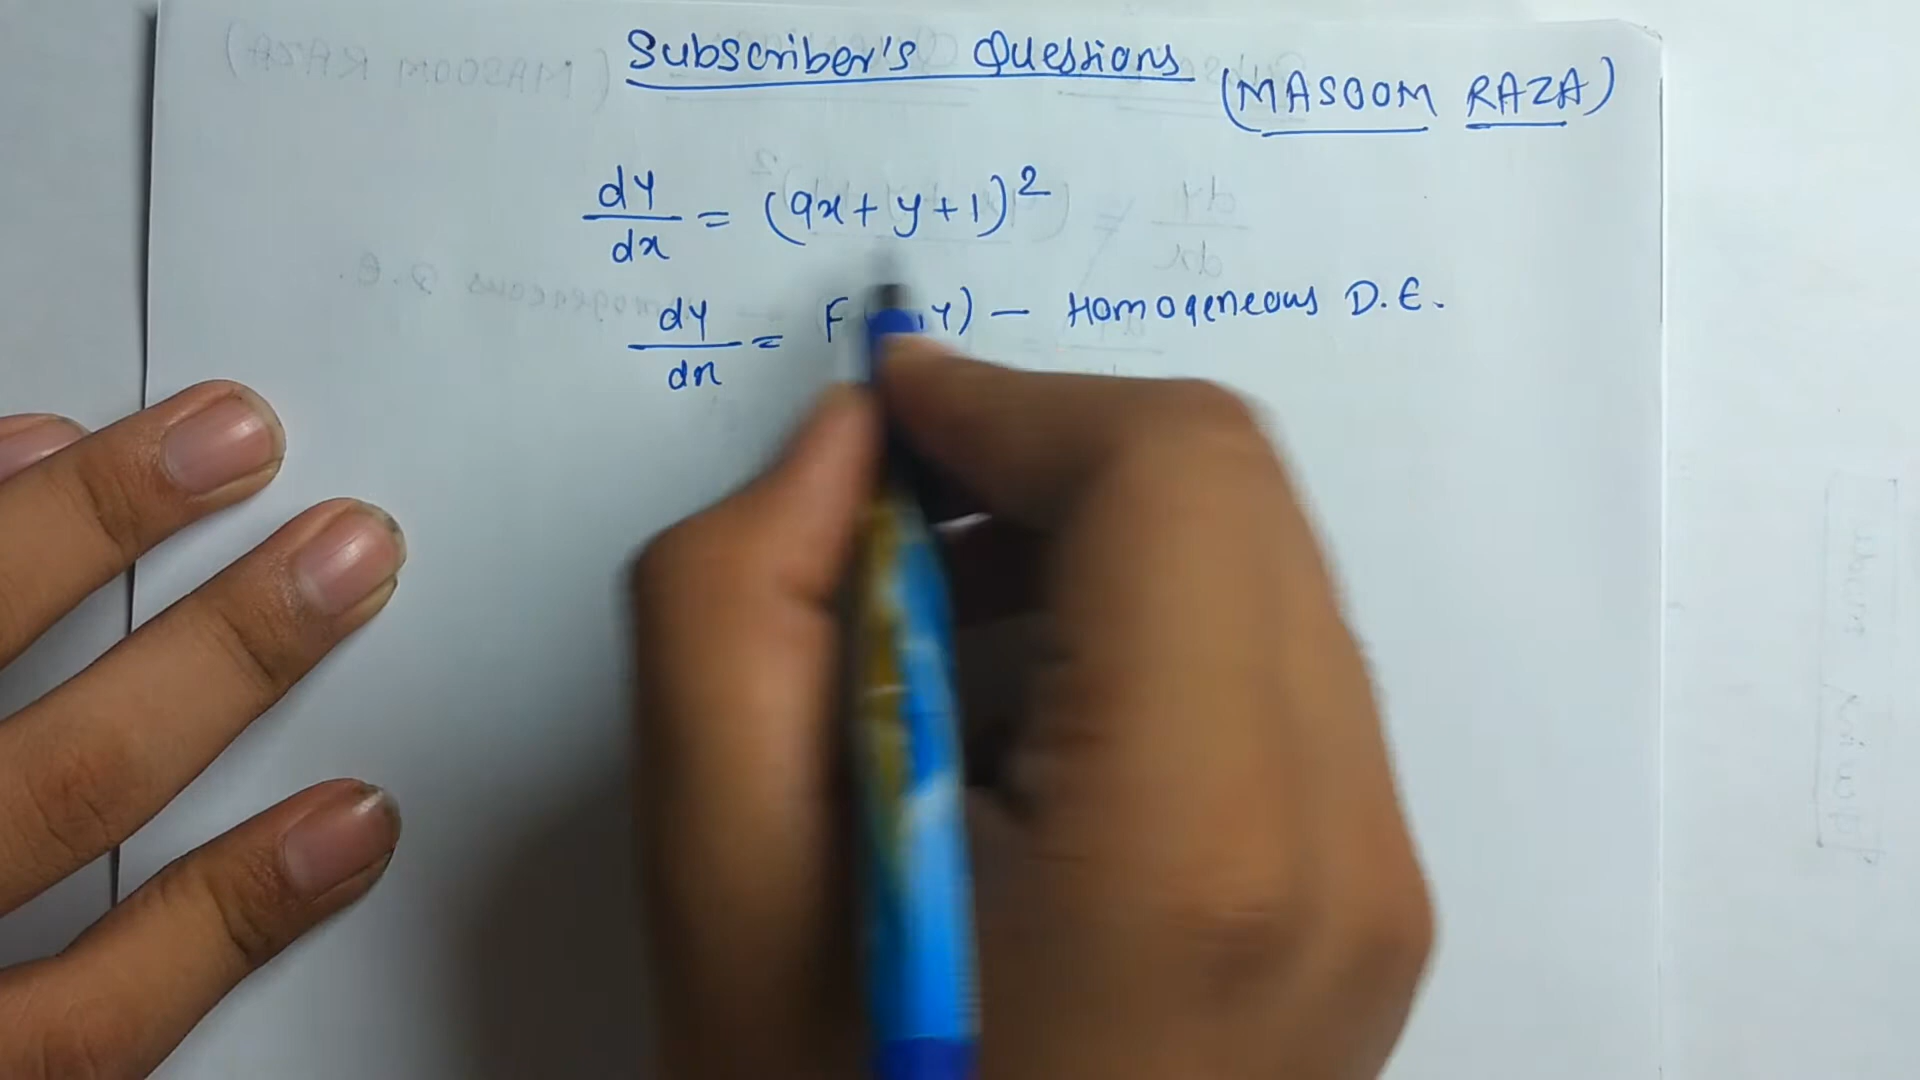 Subscriber's Questions
(MASOOM RAZA)
dy/dx = (9x + y + 1)²
dy/dx = F( ,y) — Homogeneous D.E.